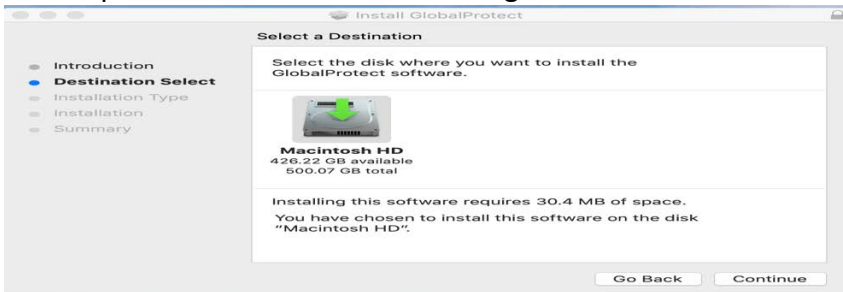 Install GlobalProtect
Select a Destination
Introduction
Destination Select
Installation Type
Installation
Summary
Select the disk where you want to install the
GlobalProtect software.
Macintosh HD
426.22 GB available
500.07 GB total
Installing this software requires 30.4 MB of space.
You have chosen to install this software on the disk
“Macintosh HD”.
Go Back
Continue